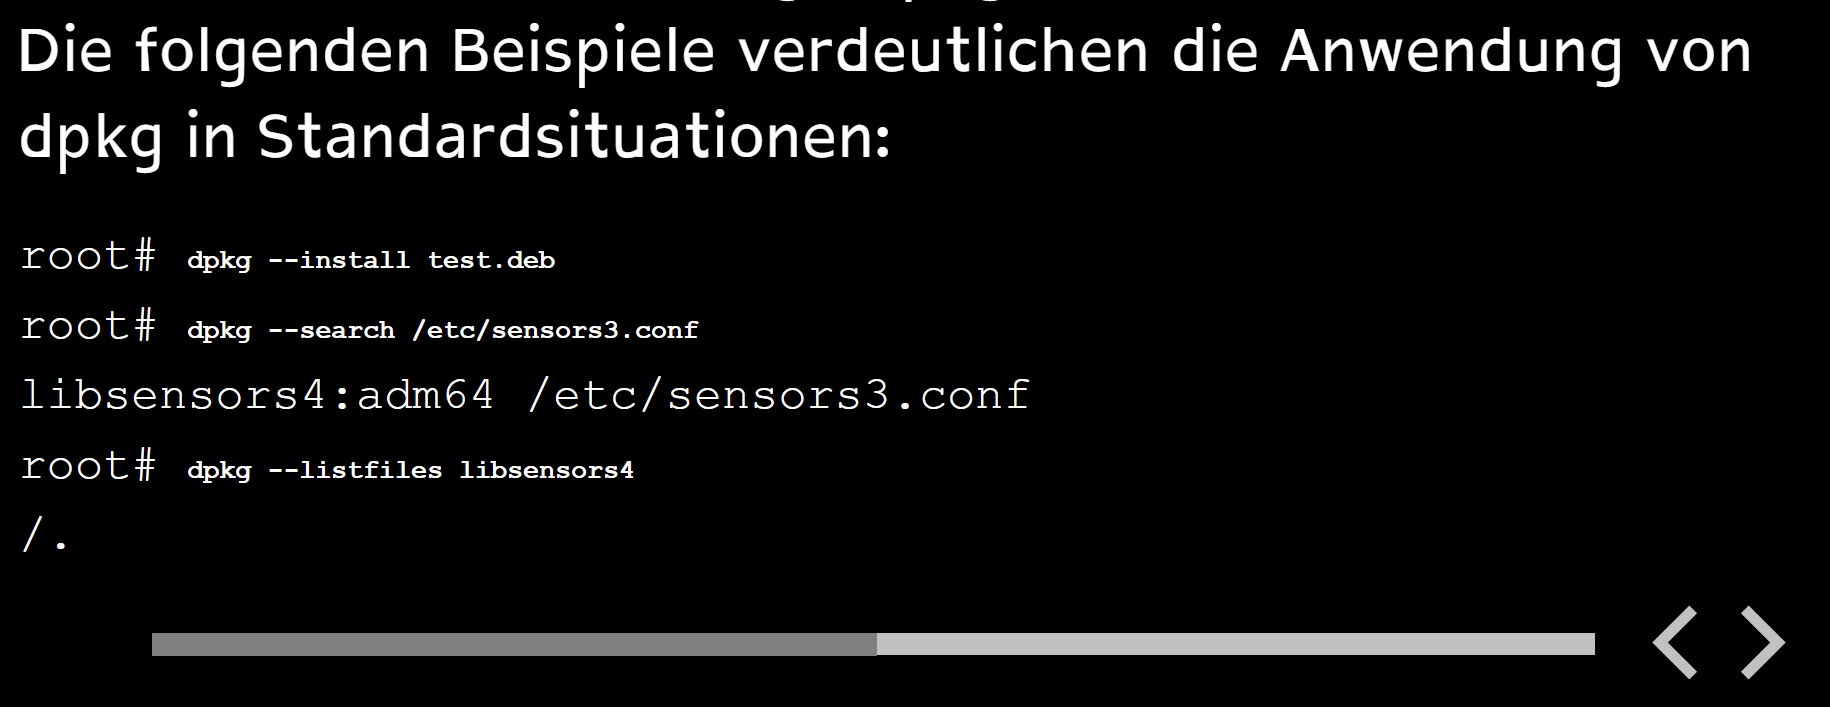 Die folgenden Beispiele verdeutlichen die Anwendung von
dpkg in Standardsituationen:
root# dpkg --install test.deb
root# dpkg --search /etc/sensors3.conf
libsensors4:adm64 /etc/sensors3.conf
root# dpkg --listfiles libsensors4
/.